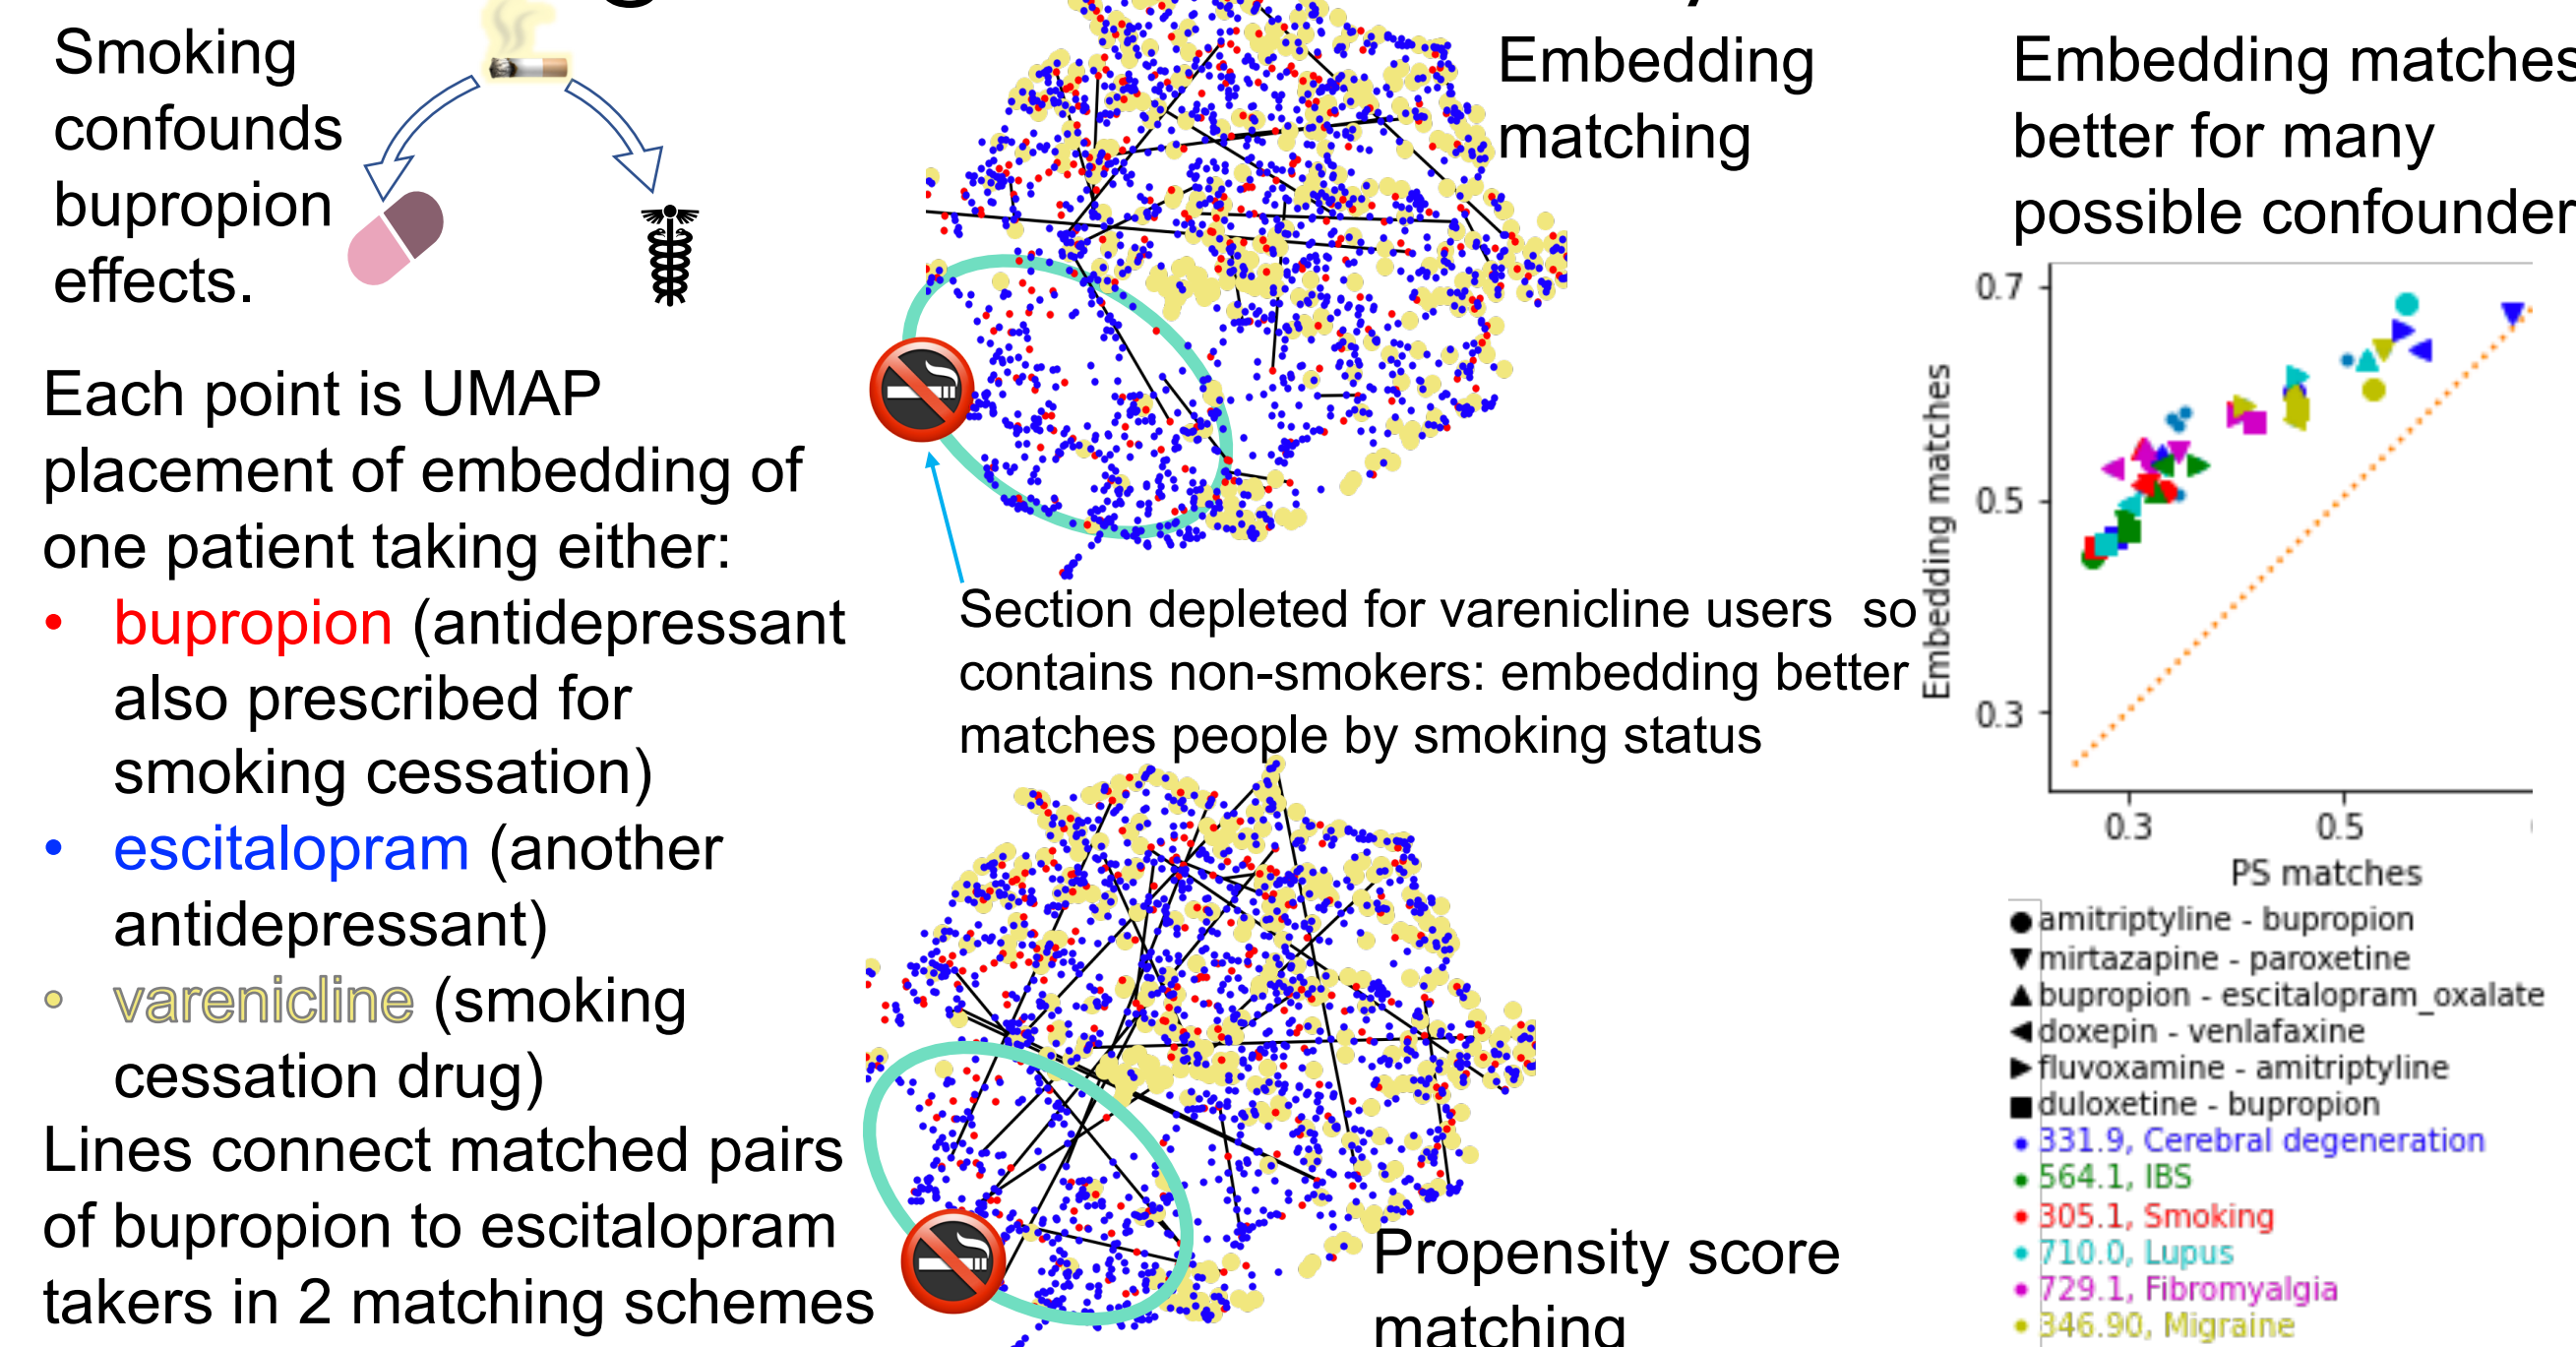 Smoking
confounds
bupropion
effects.
Each point is UMAP
placement of embedding of
one patient taking either:
• bupropion (antidepressant
also prescribed for
smoking cessation)
• escitalopram (another
antidepressant)
• varenicline (smoking
cessation drug)
Lines connect matched pairs
of bupropion to escitalopram
takers in 2 matching schemes
Embedding
matching
Section depleted for varenicline users so
contains non-smokers: embedding better
matches people by smoking status
Propensity score
matching
Embedding matches
better for many
possible confounder
Embedding matches
0.7
0.5
0.3
0.3
0.5
PS matches
amitriptyline - bupropion
mirtazapine - paroxetine
bupropion - escitalopram_oxalate
doxepin - venlafaxine
fluvoxamine - amitriptyline
duloxetine - bupropion
331.9, Cerebral degeneration
564.1, IBS
305.1, Smoking
710.0, Lupus
729.1, Fibromyalgia
346.90, Migraine